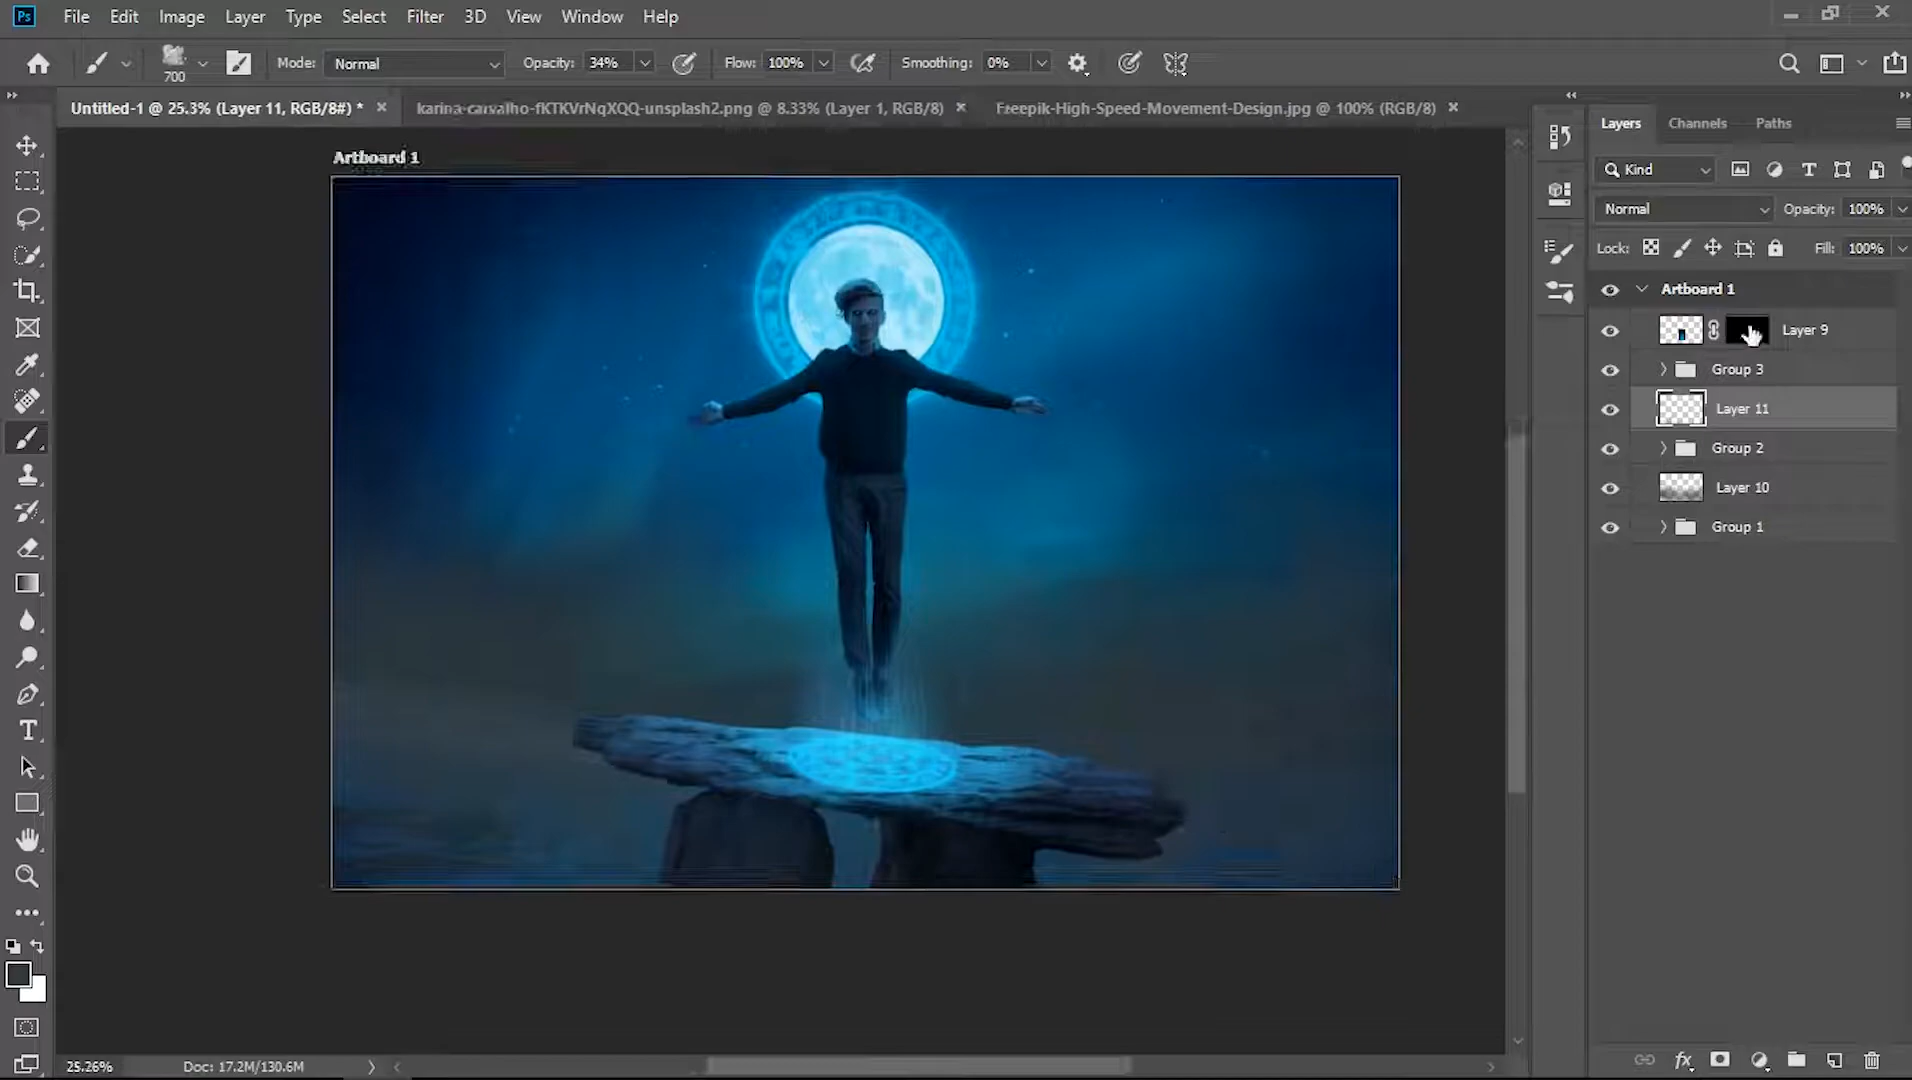 Ps File Edit Image Layer Type Select Filter 3D View Window Help
700 Mode: Normal Opacity: 34% Flow: 100% Smoothing: 0%
Untitled-1 @ 25.3% (Layer 11, RGB/8#) * karina-carvalho-fKTKVrNqXQQ-unsplash2.png @ 8.33% (Layer 1, RGB/8) Freepik-High-Speed-Movement-Design.jpg @ 100% (RGB/8)
Artboard 1
Layers Channels Paths
Kind
Normal Opacity: 100%
Lock: Fill: 100%
Artboard 1
Layer 9
Group 3
Layer 11
Group 2
Layer 10
Group 1
25.26% Doc: 17.2M/130.6M